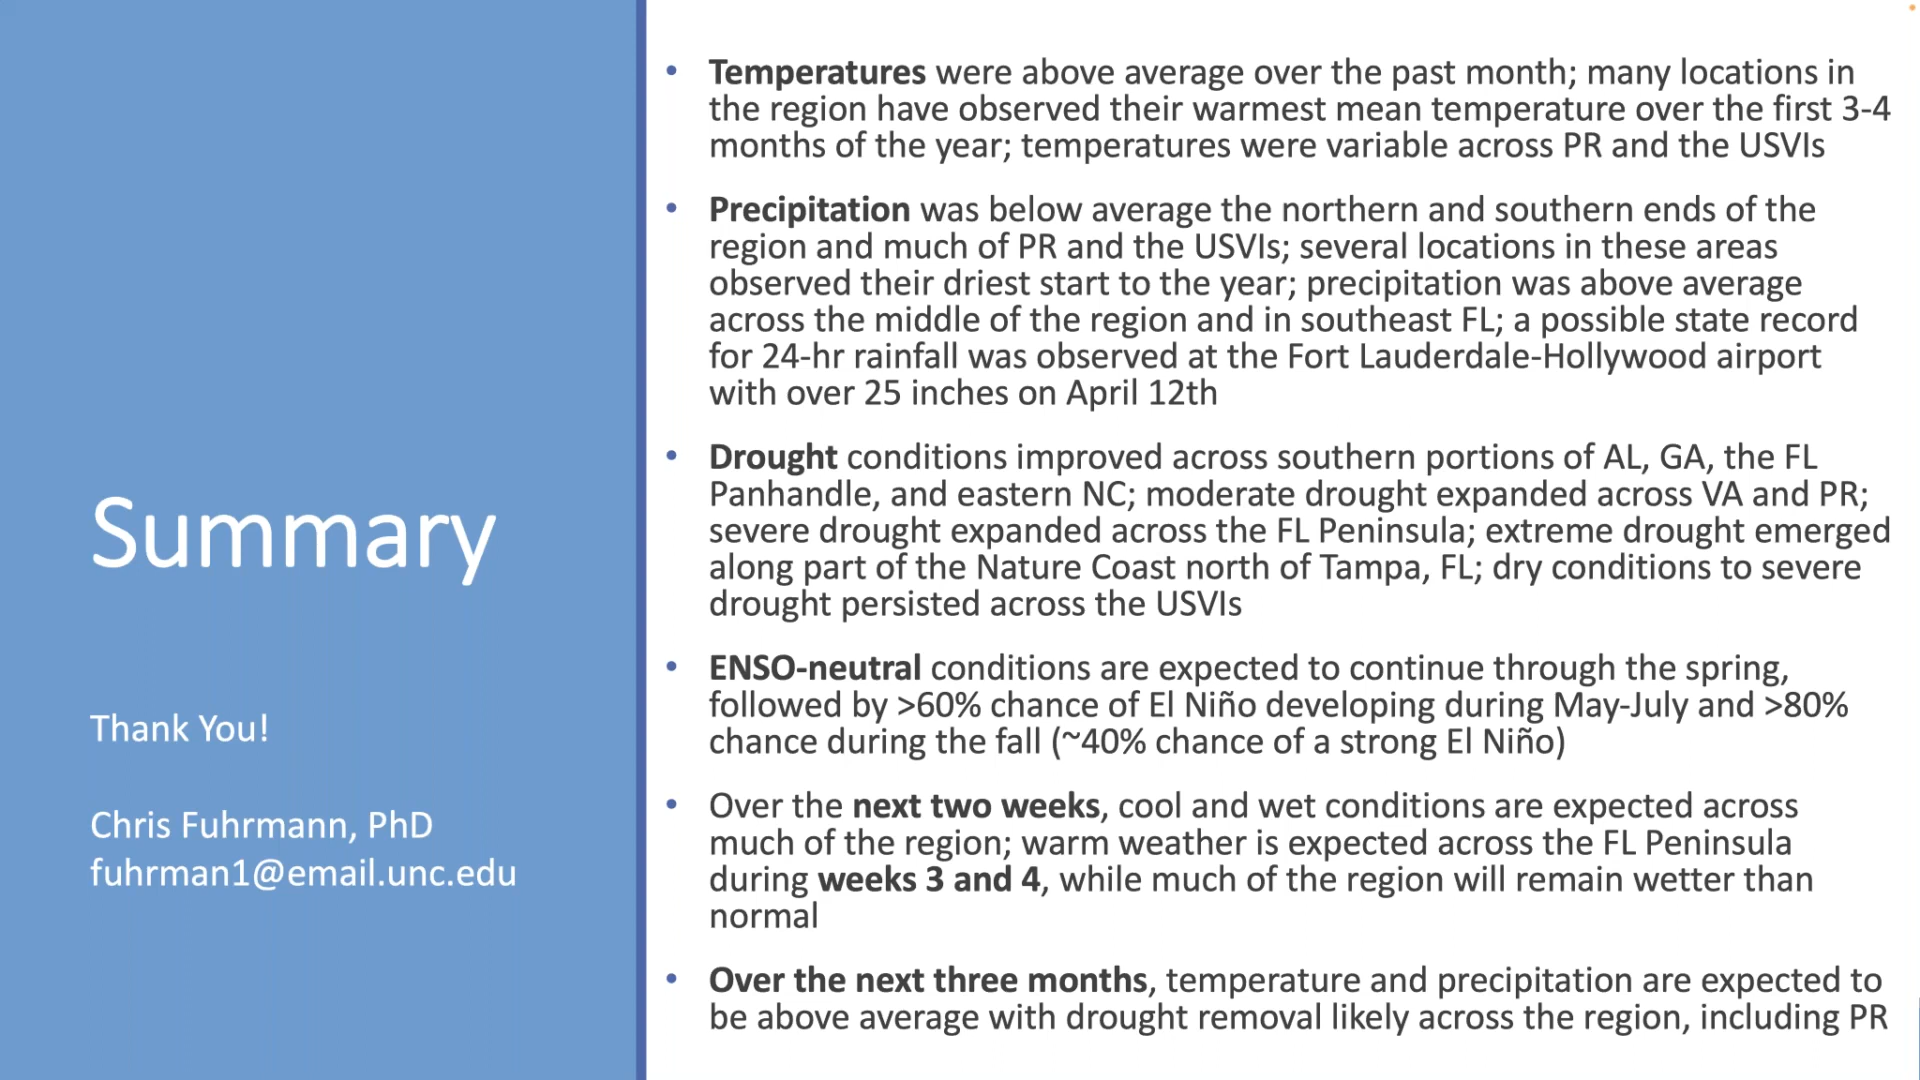 Summary
Thank You!
Chris Fuhrmann, PhD
fuhrman1@email.unc.edu
• Temperatures were above average over the past month; many locations in
the region have observed their warmest mean temperature over the first 3-4
months of the year; temperatures were variable across PR and the USVIs
• Precipitation was below average the northern and southern ends of the
region and much of PR and the USVIs; several locations in these areas
observed their driest start to the year; precipitation was above average
across the middle of the region and in southeast FL; a possible state record
for 24-hr rainfall was observed at the Fort Lauderdale-Hollywood airport
with over 25 inches on April 12th
• Drought conditions improved across southern portions of AL, GA, the FL
Panhandle, and eastern NC; moderate drought expanded across VA and PR;
severe drought expanded across the FL Peninsula; extreme drought emerged
along part of the Nature Coast north of Tampa, FL; dry conditions to severe
drought persisted across the USVIs
• ENSO-neutral conditions are expected to continue through the spring,
followed by >60% chance of El Niño developing during May-July and >80%
chance during the fall (~40% chance of a strong El Niño)
• Over the next two weeks, cool and wet conditions are expected across
much of the region; warm weather is expected across the FL Peninsula
during weeks 3 and 4, while much of the region will remain wetter than
normal
• Over the next three months, temperature and precipitation are expected to
be above average with drought removal likely across the region, including PR